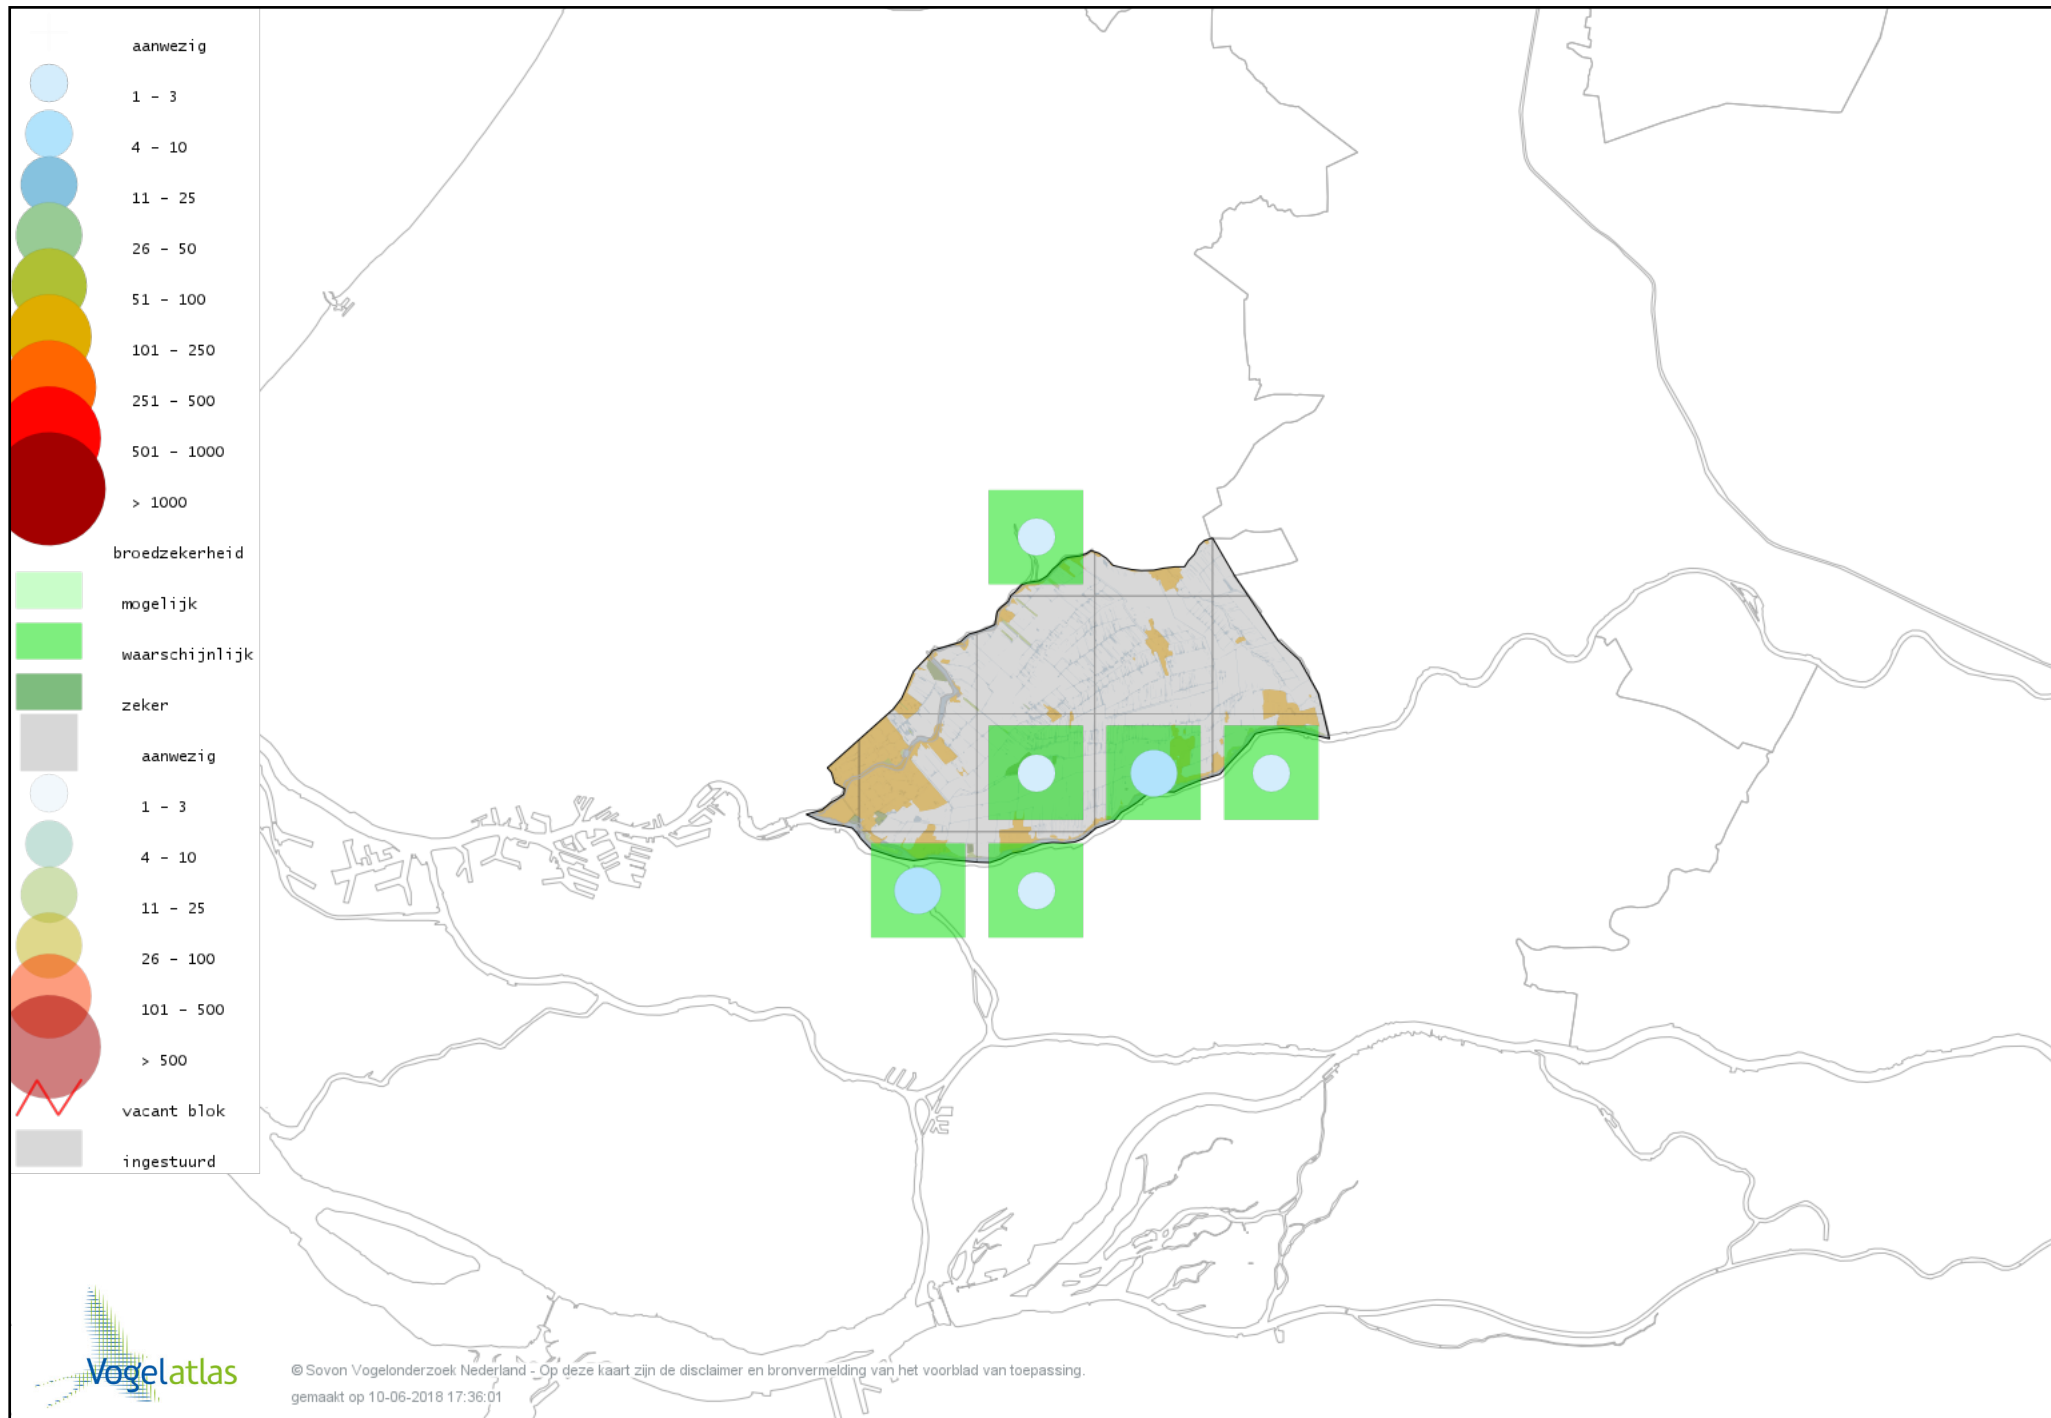 aanwezig
1 - 3
4 - 10
11 - 25
26 - 50
51 - 100
101 - 250
251 - 500
501 - 1000
> 1000
broedzekerheid
mogelijk
waarschijnlijk
zeker
aanwezig
1 - 3
4 - 10
11 - 25
26 - 100
101 - 500
> 500
vacant blok
ingestuurd
Vogelatlas
© Sovon Vogelonderzoek Nederland - Op deze kaart zijn de disclaimer en bronvermelding van het voorblad van toepassing.
gemaakt op 10-06-2018 17:36:01